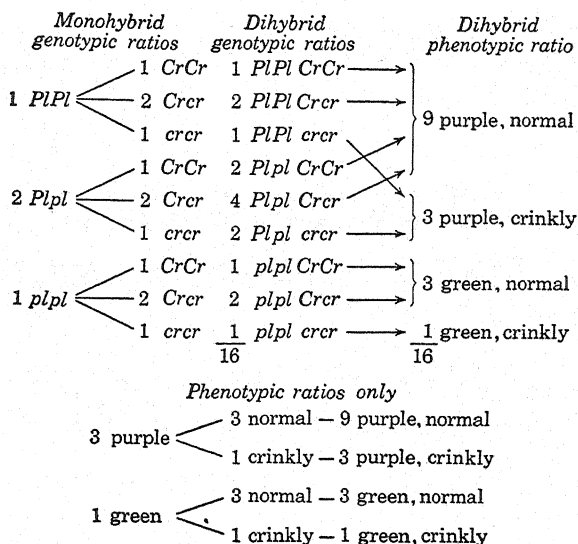 Monohybrid Dihybrid Dihybrid
genotypic ratios genotypic ratios phenotypic ratio
1 CrCr 1 PlPl CrCr
1 PlPl 2 Crcr 2 PlPl Crcr
9 purple, normal
1 crcr 1 PlPl crcr
1 CrCr 2 Plpl CrCr
2 Plpl 2 Crcr 4 Plpl Crcr
3 purple, crinkly
1 crcr 2 Plpl crcr
1 CrCr 1 plpl CrCr
3 green, normal
1 plpl 2 Crcr 2 plpl Crcr
1 crcr 1 plpl crcr 1 green, crinkly
16 16
Phenotypic ratios only
3 normal – 9 purple, normal
3 purple
1 crinkly – 3 purple, crinkly
3 normal – 3 green, normal
1 green
1 crinkly – 1 green, crinkly